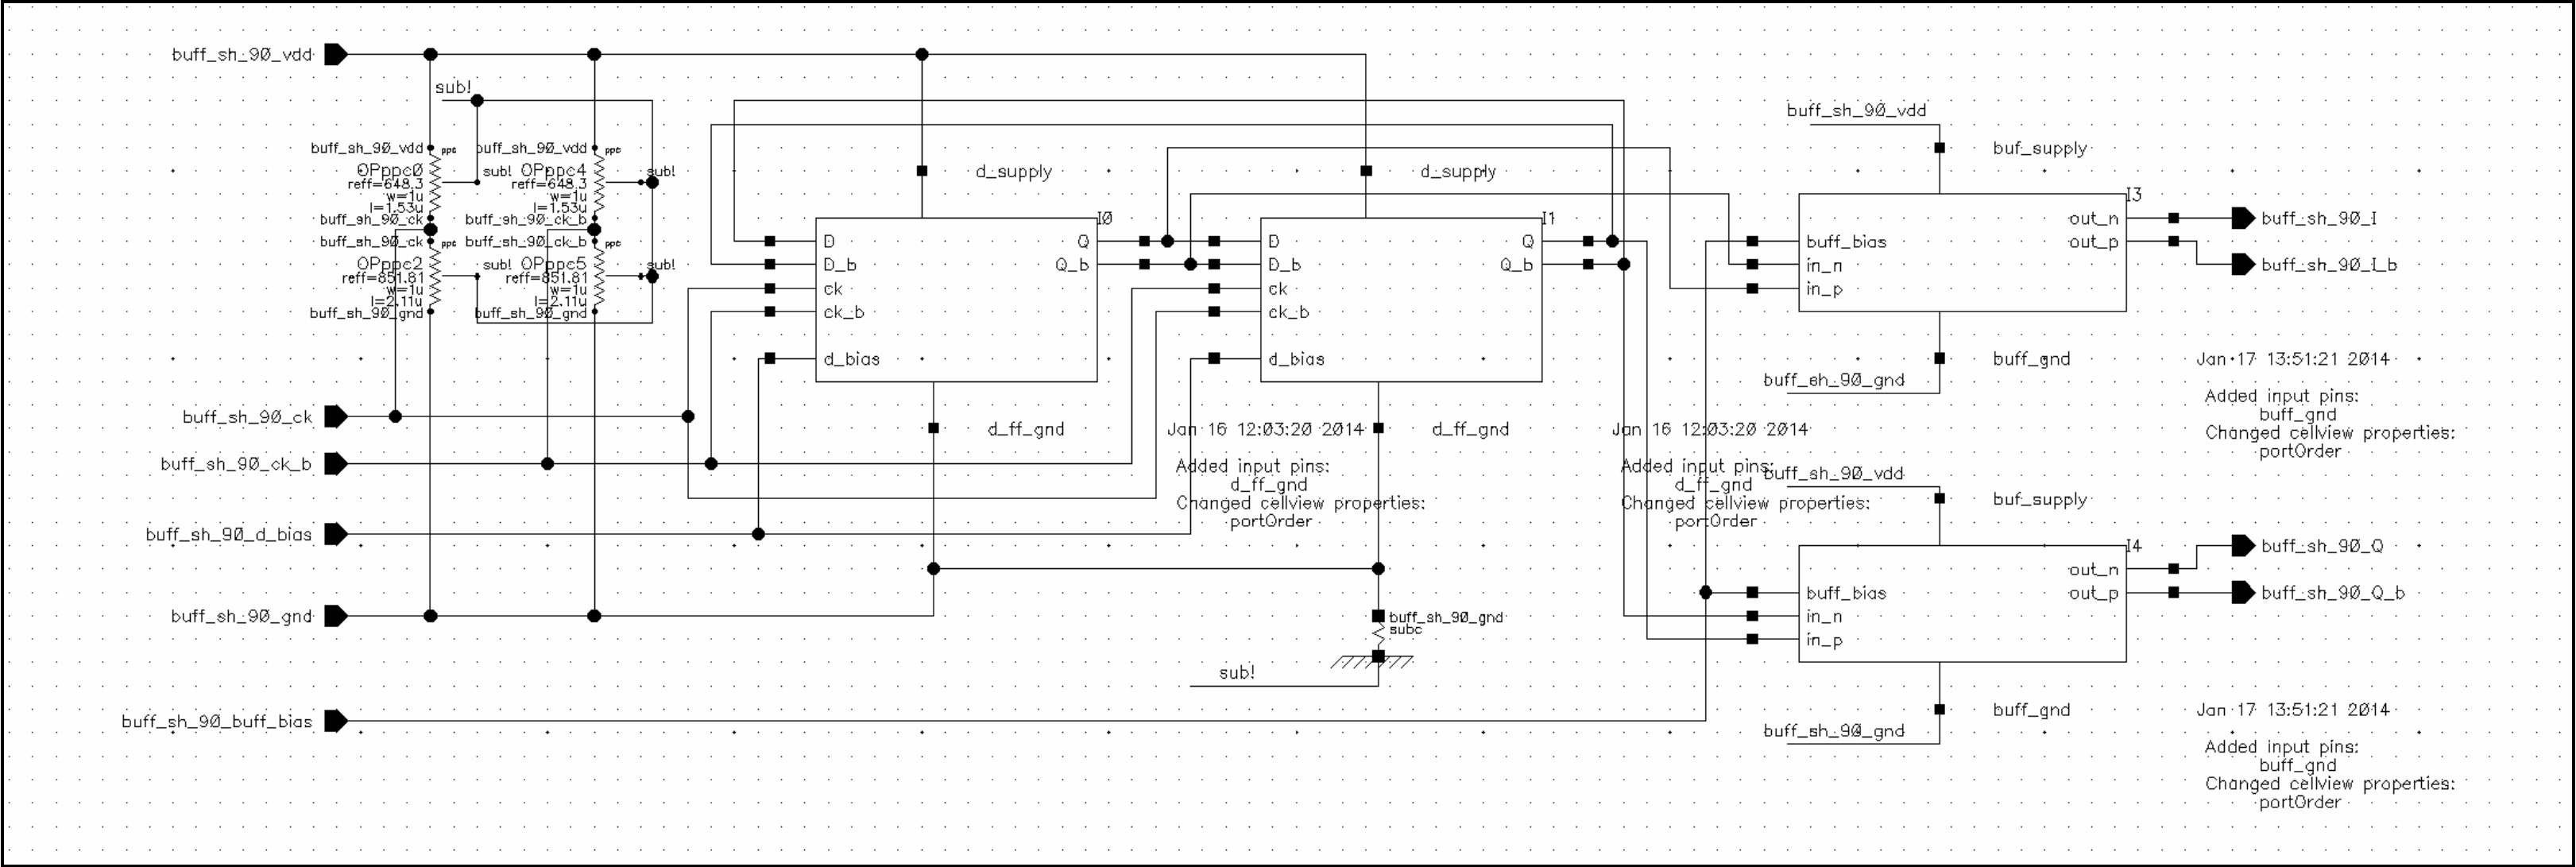 buff_sh_90_vdd
sub!
buff_sh_90_vdd ppc
OPppc0
reff=648.3
w=1u
l=1.53u
buff_sh_90_ck
sub!
buff_sh_90_vdd ppc
OPppc4
reff=648.3
w=1u
l=1.53u
buff_sh_90_ck_b
sub!
buff_sh_90_ck ppc
OPppc2
reff=851.81
w=1u
l=2.11u
buff_sh_90_gnd
sub!
buff_sh_90_ck_b ppc
OPppc5
reff=851.81
w=1u
l=2.11u
buff_sh_90_gnd
sub!
buff_sh_90_ck
buff_sh_90_ck_b
buff_sh_90_d_bias
buff_sh_90_gnd
buff_sh_90_buff_bias
d_supply
I0
D
D_b
ck
ck_b
d_bias
Q
Q_b
d_ff_gnd
Jan 16 12:03:20 2014
Added input pins:
d_ff_gnd
Changed cellview properties:
portOrder
d_supply
I1
D
D_b
ck
ck_b
d_bias
Q
Q_b
d_ff_gnd
Jan 16 12:03:20 2014
Added input pins:
d_ff_gnd
Changed cellview properties:
portOrder
buff_sh_90_gnd
subc
sub!
buff_sh_90_vdd
buf_supply
I3
buff_bias
in_n
in_p
out_n
out_p
buff_sh_90_I
buff_sh_90_I_b
buff_gnd
buff_sh_90_gnd
Jan 17 13:51:21 2014
Added input pins:
buff_gnd
Changed cellview properties:
portOrder
buff_sh_90_vdd
buf_supply
I4
buff_bias
in_n
in_p
out_n
out_p
buff_sh_90_Q
buff_sh_90_Q_b
buff_gnd
buff_sh_90_gnd
Jan 17 13:51:21 2014
Added input pins:
buff_gnd
Changed cellview properties:
portOrder